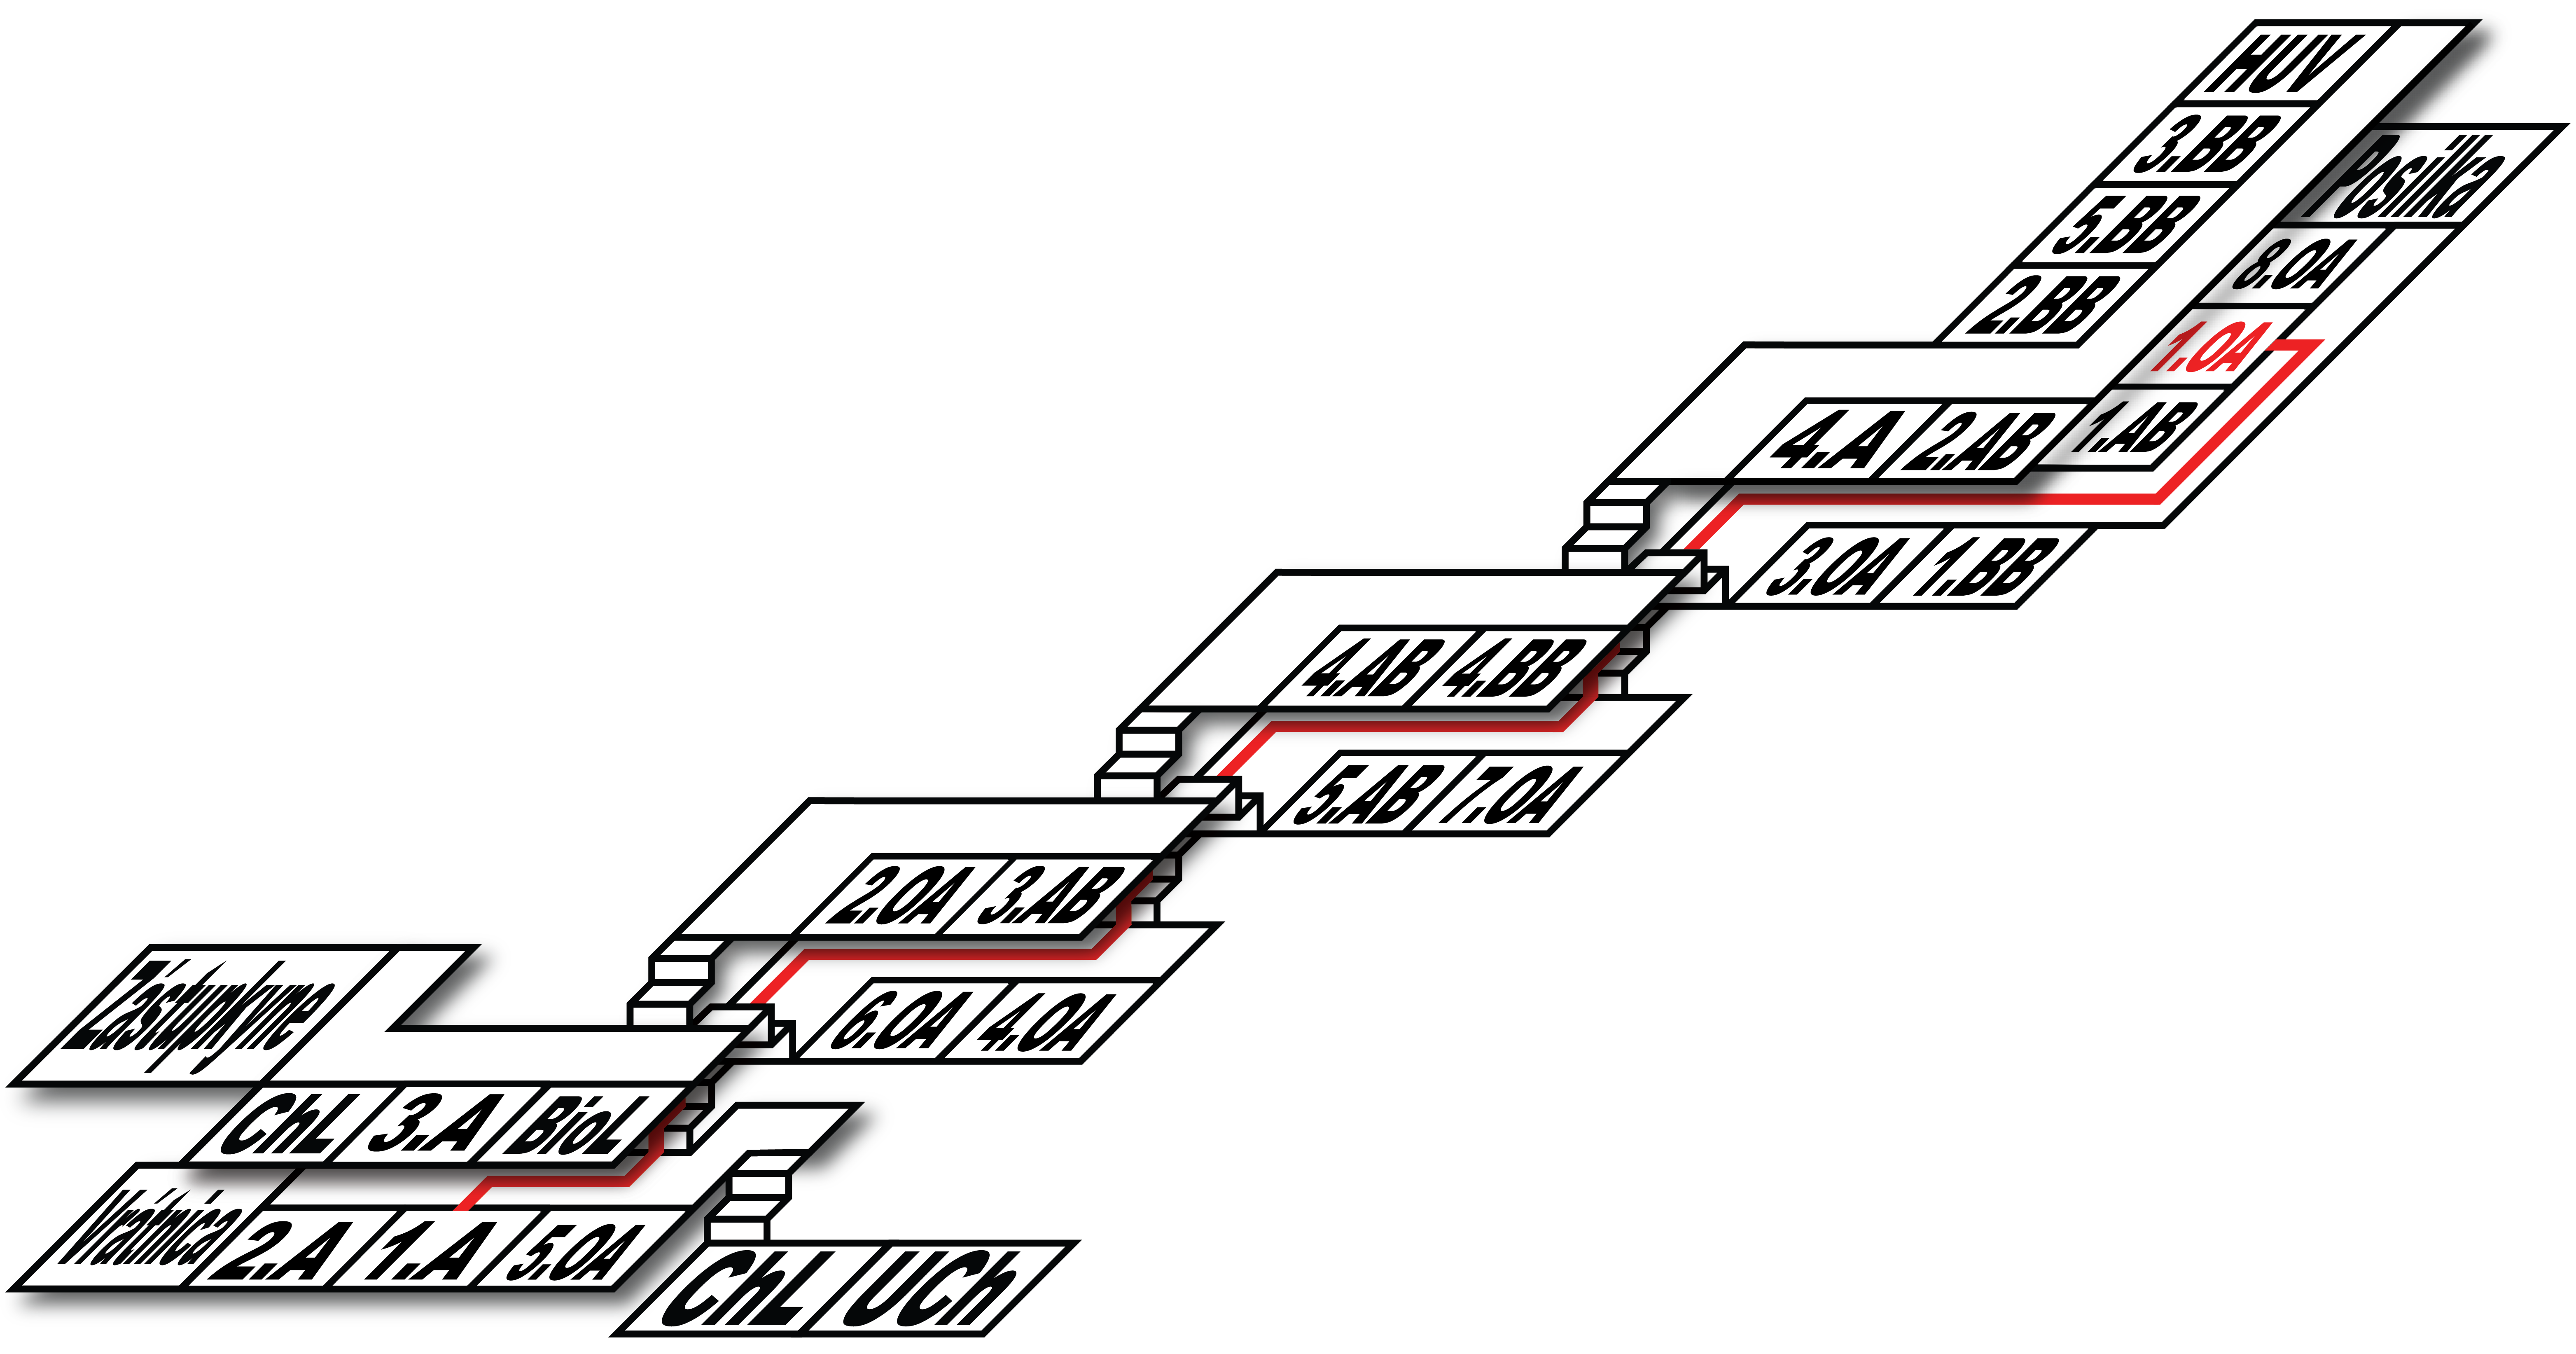 HUV
3.BB
Posilka
5.BB
8.OA
2.BB
1.OA
4.A 2.AB 1.AB
3.OA 1.BB
4.AB 4.BB
5.AB 7.OA
2.OA 3.AB
6.OA 4.OA
Zástupkyne
ChL 3.A BioL
Vrátnica 2.A 1.A 5.OA
ChL UCh